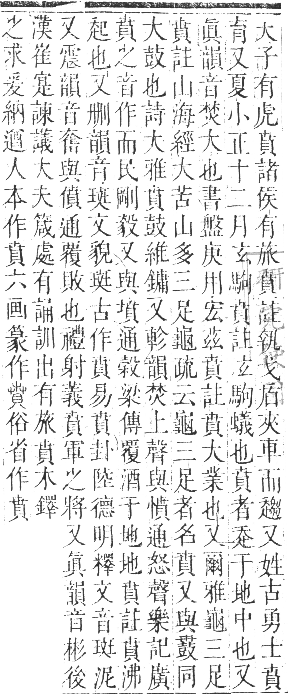 天子有虎賁諸侯有旅賁註執戈盾夾車而趨又姓古勇士賁
育又夏小正十二月玄駒賁註玄駒蟻也賁者走于地中也又
眞韻音焚大也書盤庚用宏茲賁註賁大業也又爾雅龜三足
賁註山海經大苦山多三足龜疏云龜三足者名賁又與鼖同
大鼓也詩大雅賁鼓維鏞又軫韻焚上聲與憤通怒聲樂記廣
賁之音作而民剛毅又與墳通榖梁傳覆酒于地地賁註賁沸
起也又刪韻音斑文貌斑古作賁易賁卦陸德明釋文音斑泥
又震韻音奮與僨通覆敗也禮射義賁軍之將又眞韻音彬後
漢崔寔諫議大夫箴處有誦訓出有旅賁木鐸
之求爰納遒人本作賁六畫篆作賁俗省作賁